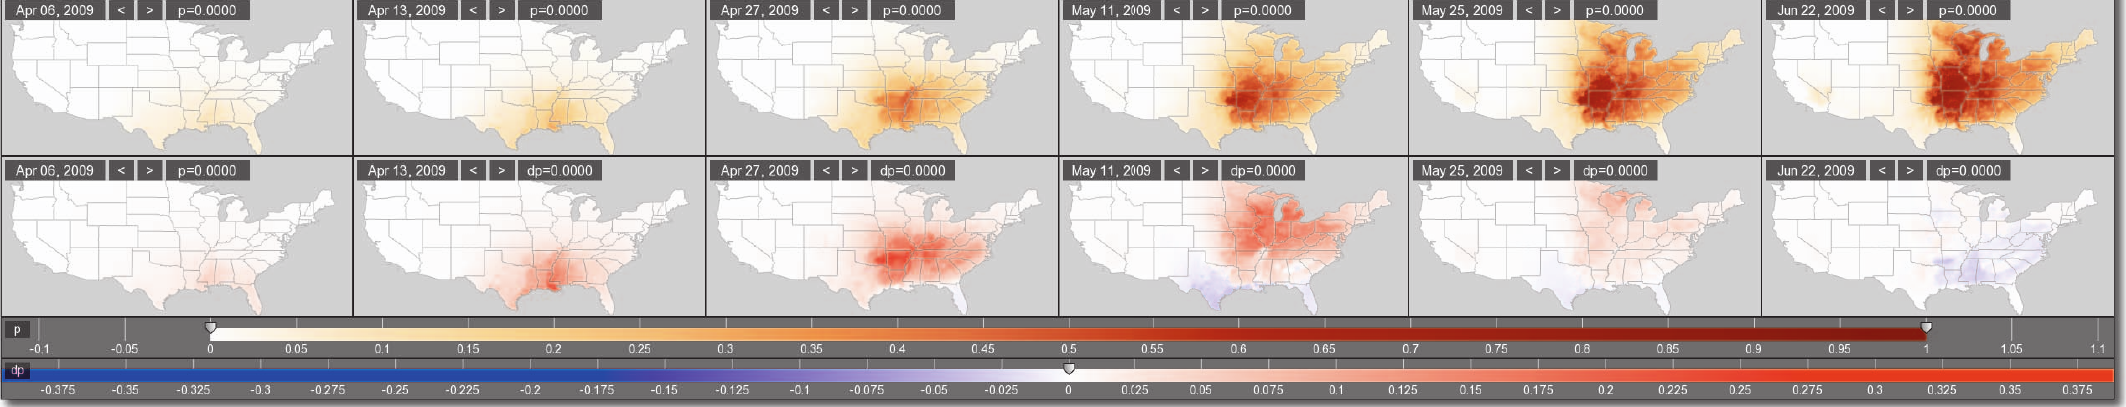 Apr 06, 2009 < > p=0.0000 Apr 13, 2009 < > p=0.0000 Apr 27, 2009 < > p=0.0000 May 11, 2009 < > p=0.0000 May 25, 2009 < > p=0.0000 Jun 22, 2009 < > p=0.0000
Apr 06, 2009 < > p=0.0000 Apr 13, 2009 < > dp=0.0000 Apr 27, 2009 < > dp=0.0000 May 11, 2009 < > dp=0.0000 May 25, 2009 < > dp=0.0000 Jun 22, 2009 < > dp=0.0000
p
-0.1 -0.05 0 0.05 0.1 0.15 0.2 0.25 0.3 0.35 0.4 0.45 0.5 0.55 0.6 0.65 0.7 0.75 0.8 0.85 0.9 0.95 1 1.05 1.1
dp
-0.375 -0.35 -0.325 -0.3 -0.275 -0.25 -0.225 -0.2 -0.175 -0.15 -0.125 -0.1 -0.075 -0.05 -0.025 0 0.125 0.05 0.075 0.1 0.125 0.15 0.175 0.2 0.225 0.25 0.275 0.3 0.325 0.35 0.375